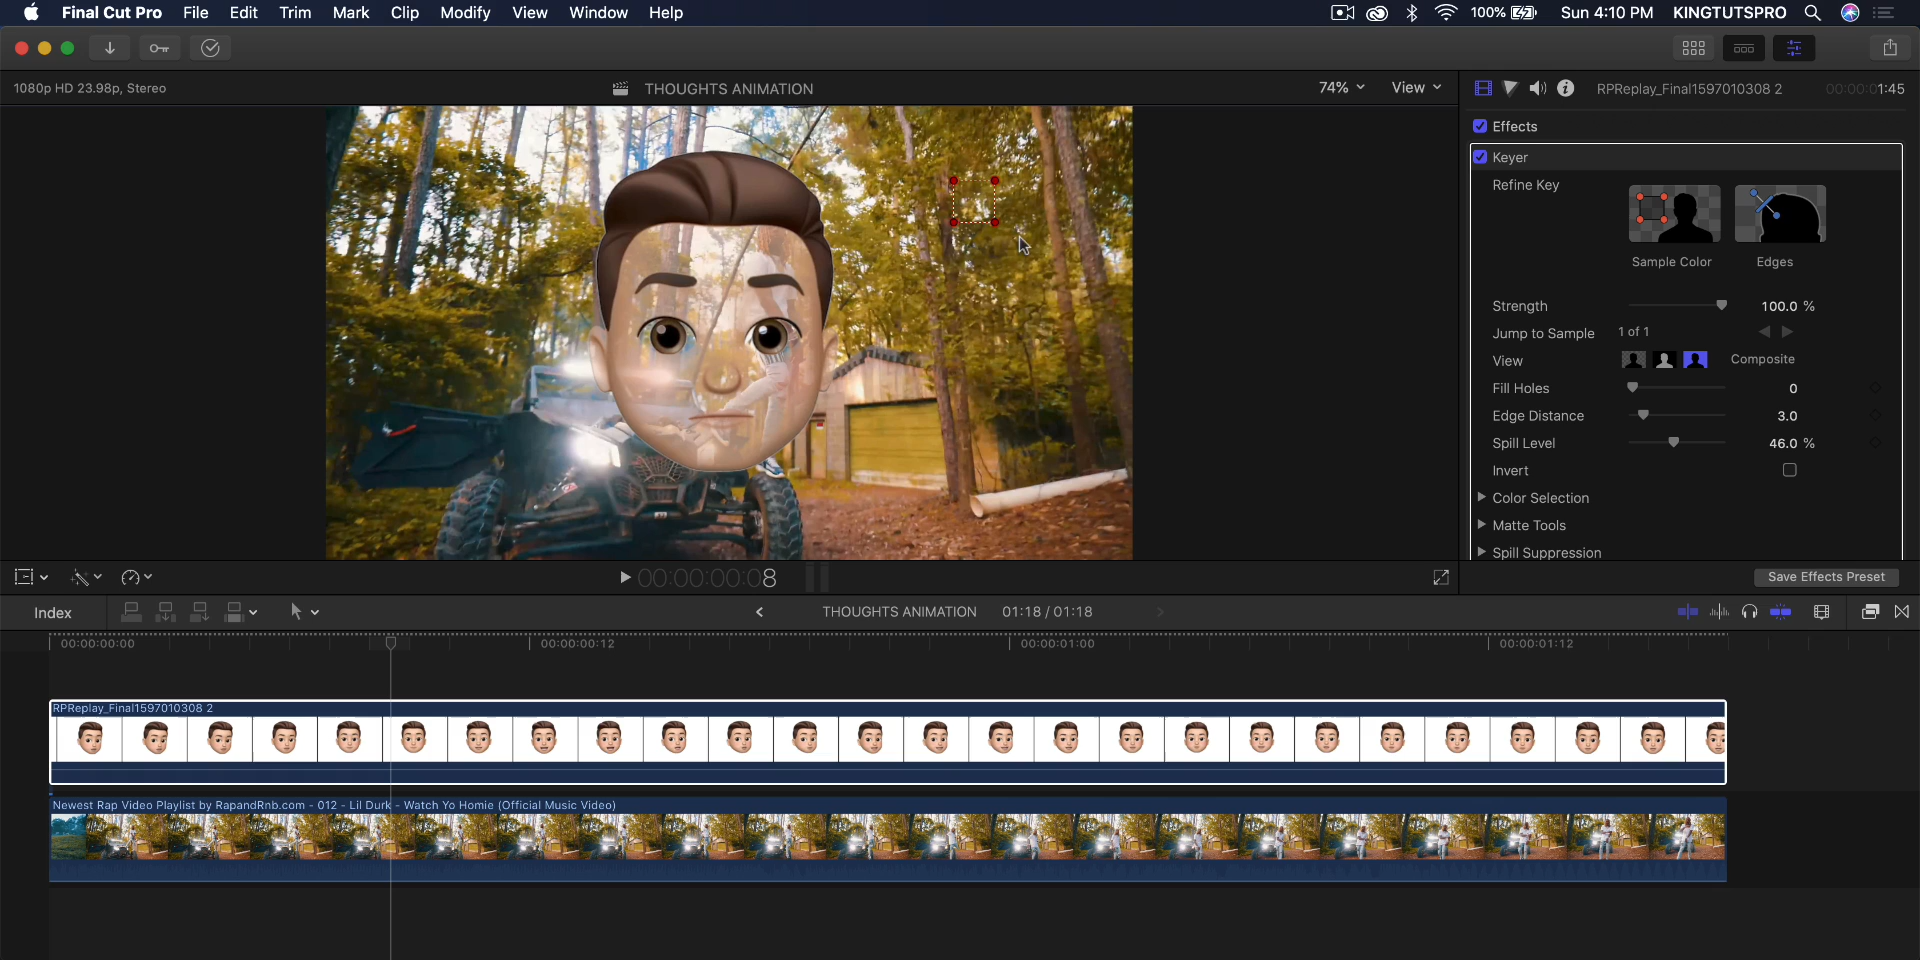 Final Cut Pro File Edit Trim Mark Clip Modify View Window Help 100% Sun 4:10 PM KINGTUTSPRO
1080p HD 23.98p, Stereo THOUGHTS ANIMATION 74% View RPReplay_Final1597010308 2 00:00:01:45
Effects
Keyer
Refine Key
Sample Color Edges
Strength 100.0 %
Jump to Sample 1 of 1
View Composite
Fill Holes 0
Edge Distance 3.0
Spill Level 46.0 %
Invert
Color Selection
Matte Tools
Spill Suppression
00:00:00:08 Save Effects Preset
Index THOUGHTS ANIMATION 01:18 / 01:18
00:00:00:00 00:00:00:12 00:00:01:00 00:00:01:12
RPReplay_Final1597010308 2
Newest Rap Video Playlist by RapandRnb.com - 012 - Lil Durk - Watch Yo Homie (Official Music Video)